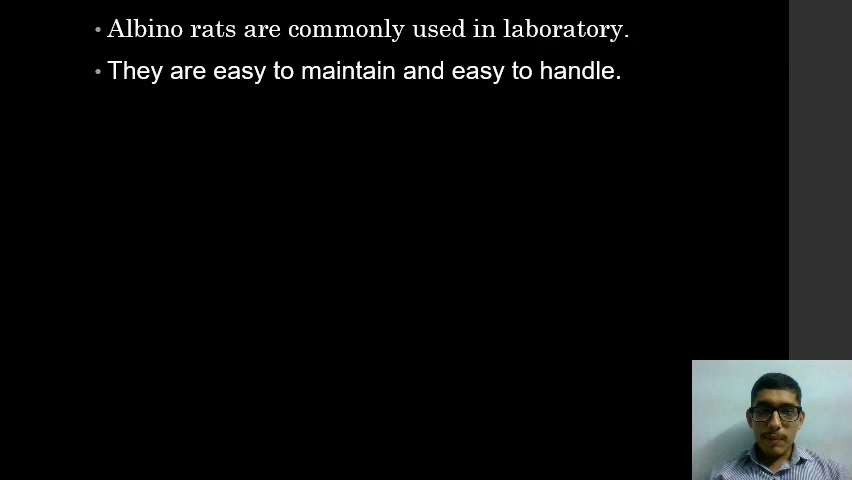 • Albino rats are commonly used in laboratory.
• They are easy to maintain and easy to handle.